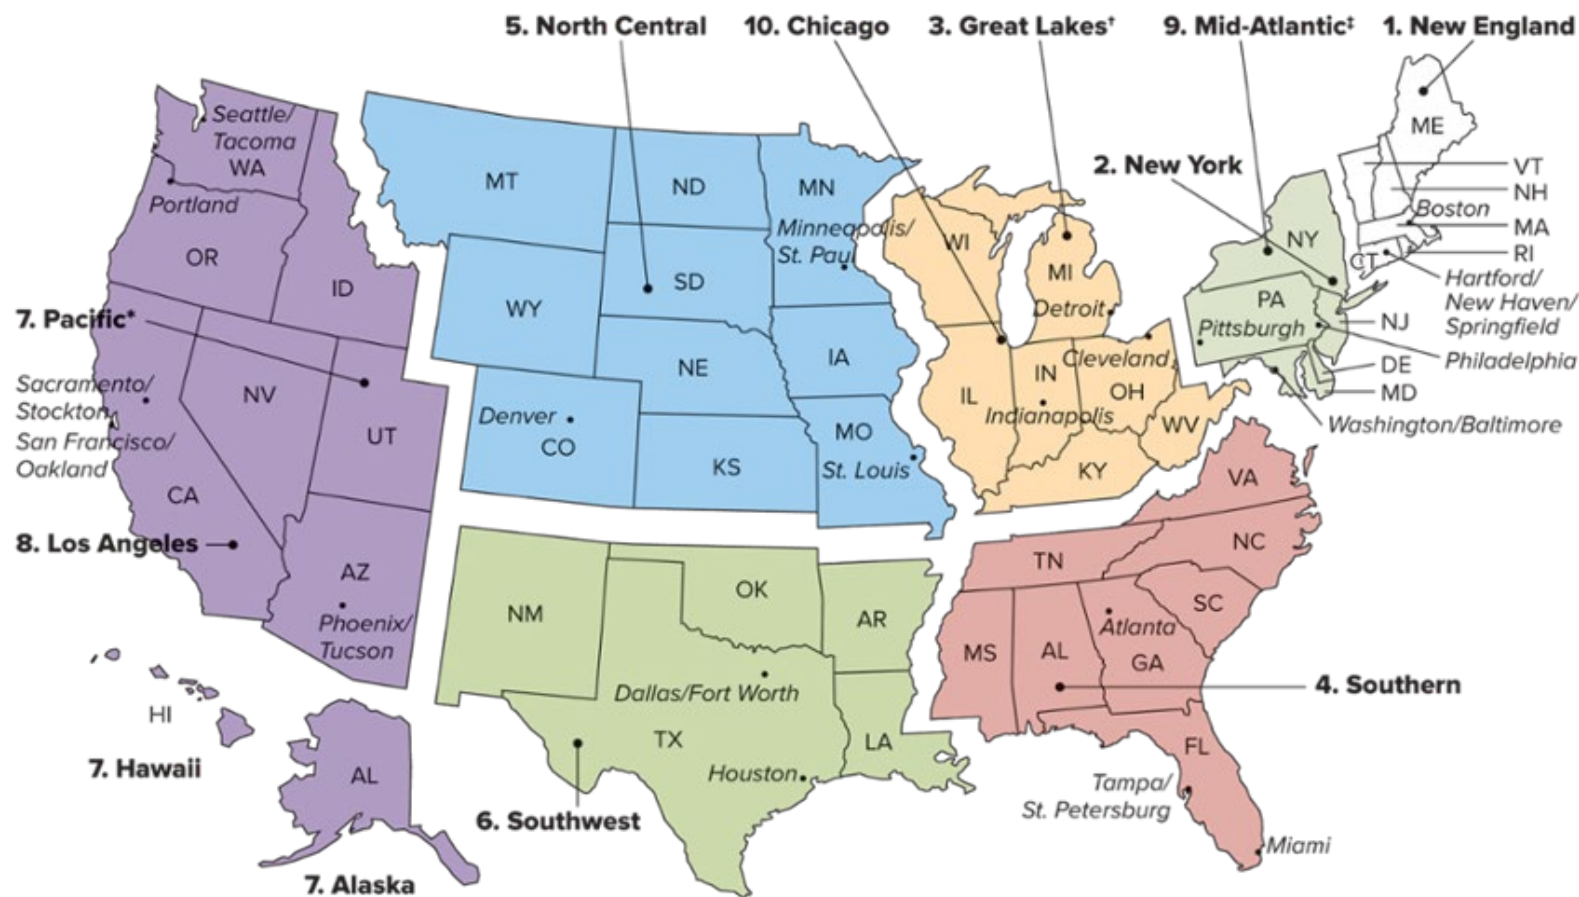 5. North Central
10. Chicago
3. Great Lakes†
9. Mid-Atlantic‡
1. New England
Seattle/
Tacoma
WA
Portland
OR
ID
MT
ND
MN
Minneapolis/
St. Paul
WY
SD
IA
NE
WI
MI
Detroit
2. New York
NY
ME
VT
NH
Boston
MA
RI
CT
Hartford/
New Haven/
Springfield
PA
Pittsburgh
NJ
Philadelphia
DE
MD
Washington/Baltimore
7. Pacific*
Sacramento/
Stockton
San Francisco/
Oakland
NV
UT
CA
8. Los Angeles
AZ
Phoenix/
Tucson
Denver
CO
KS
MO
St. Louis
IL
IN
Indianapolis
Cleveland
OH
WV
KY
VA
NC
TN
SC
Atlanta
GA
MS
AL
4. Southern
FL
Tampa/
St. Petersburg
Miami
NM
OK
AR
Dallas/Fort Worth
TX
LA
Houston
6. Southwest
HI
7. Hawaii
AL
7. Alaska